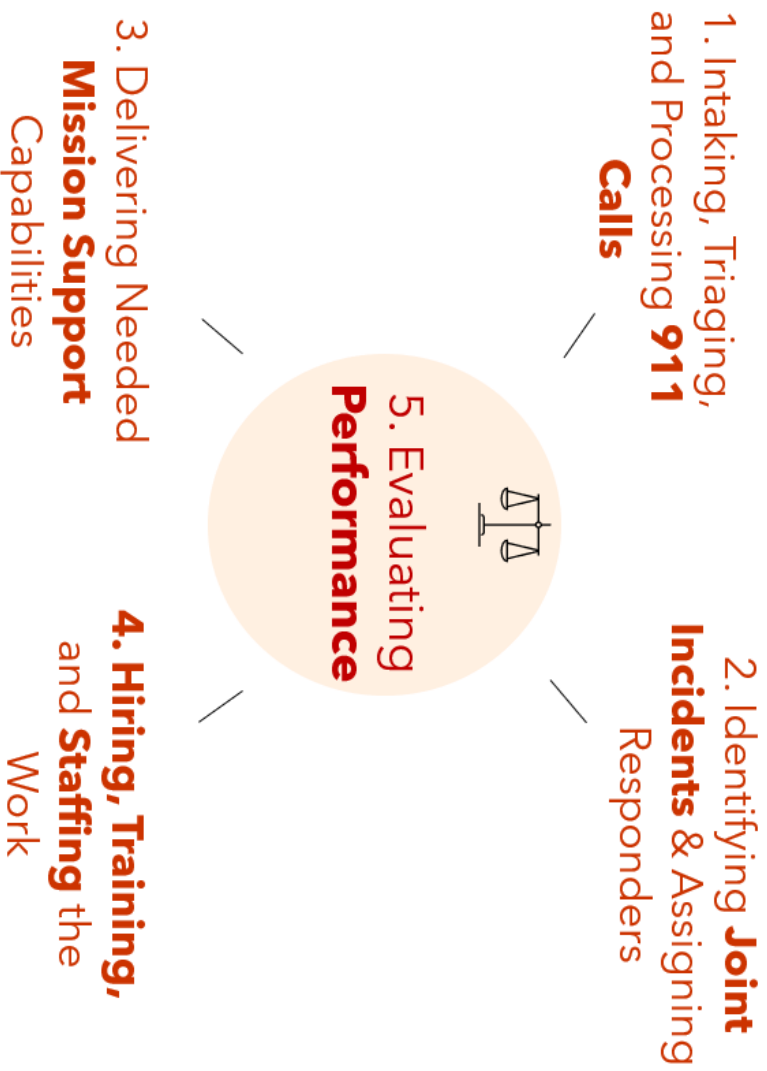 1. Intaking, Triaging,
and Processing 911
Calls
2. Identifying Joint
Incidents & Assigning
Responders
5. Evaluating
Performance
3. Delivering Needed
Mission Support
Capabilities
4. Hiring, Training,
and Staffing the
Work